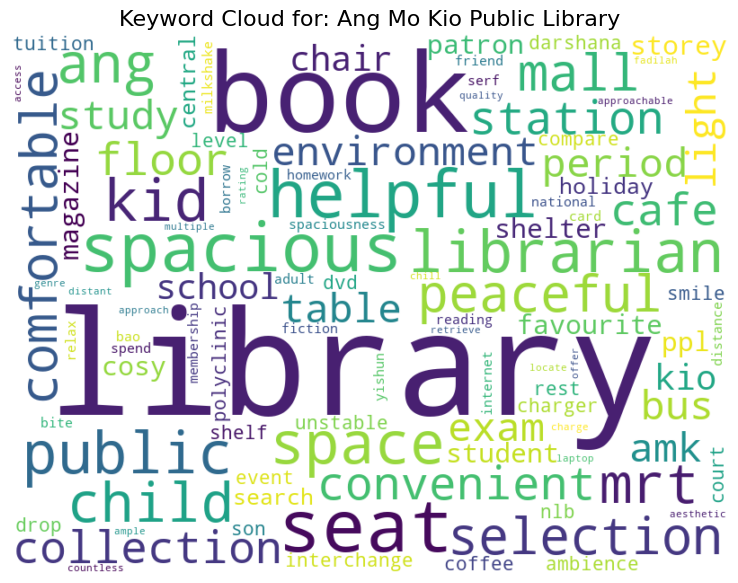 Keyword Cloud for: Ang Mo Kio Public Library
tuition
access
ang
central
milkshake
book
chair
friend
serf
quality
patron
darshana
storey
fadilah
approachable
mall
station
light
study
level
compare
comfortable
magazine
floor
cold
borrow
rating
homework
environment
period
kid
helpful
national
holiday
card
cafe
multiple
spaciousness
shelter
spacious
librarian
genre
distant
school
adult
dvd
chill
peaceful
smile
table
approach
membership
polyclinic
fiction
reading
retrieve
favourite
distance
relax
bao
spend
cosy
library
ppl
yishun
internet
locate
offer
rest
kio
charger
bus
bite
shelf
unstable
exam
charge
public
space
student
laptop
amk
court
event
search
convenient
mrt
child
seat
nlb
aesthetic
drop
ample
son
selection
collection
countless
interchange
coffee
ambience